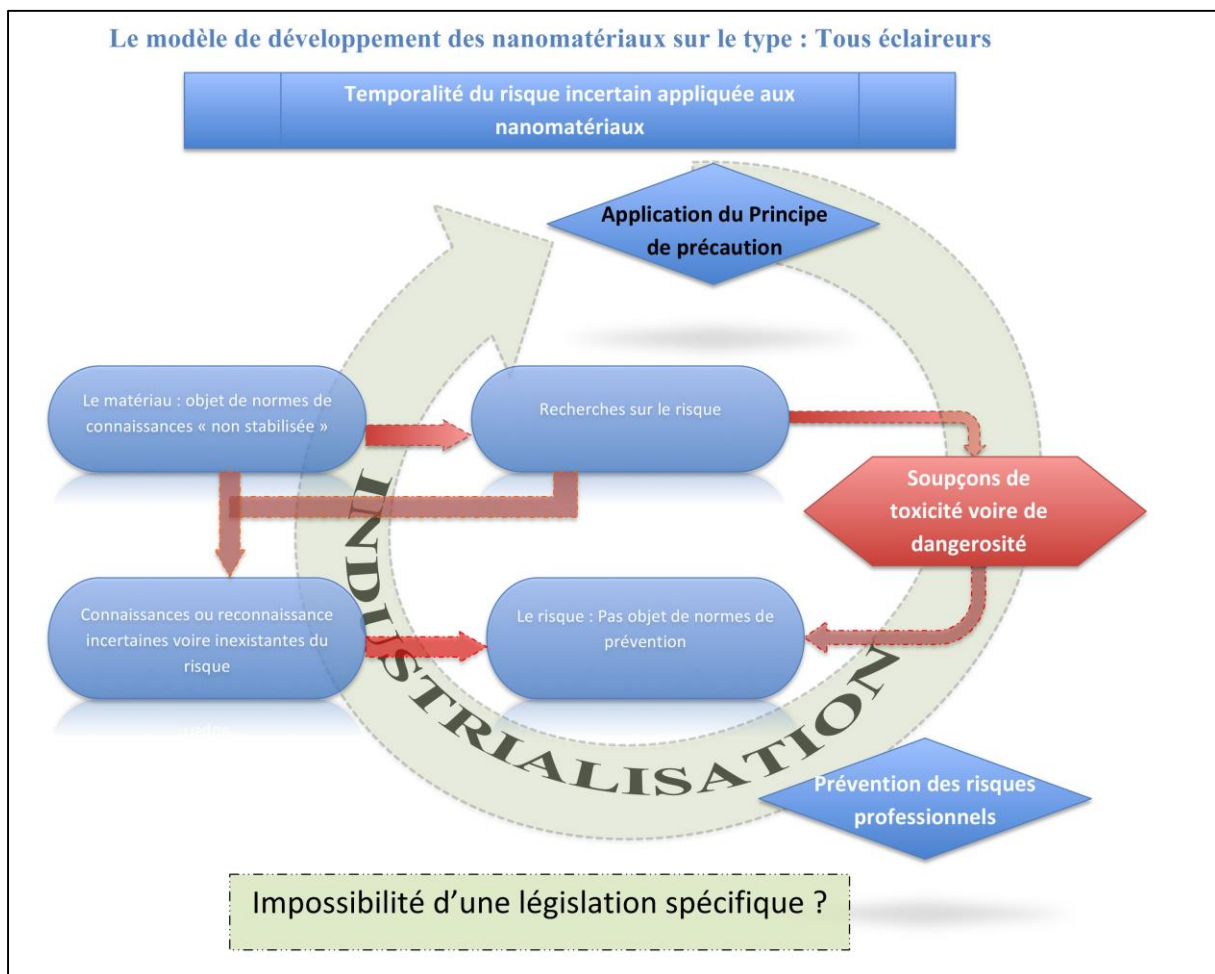 Le modèle de développement des nanomatériaux sur le type : Tous éclaireurs
Temporalité du risque incertain appliquée aux
nanomatériaux
Application du Principe
de précaution
Le matériau : objet de normes de
connaissances « non stabilisée »
Recherches sur le risque
Soupçons de
toxicité voire de
dangerosité
Connaissances ou reconnaissance
incertaines voire inexistantes du
risque
Le risque : Pas objet de normes de
prévention
INDUSTRIALISATION
Prévention des risques
professionnels
Impossibilité d’une législation spécifique ?